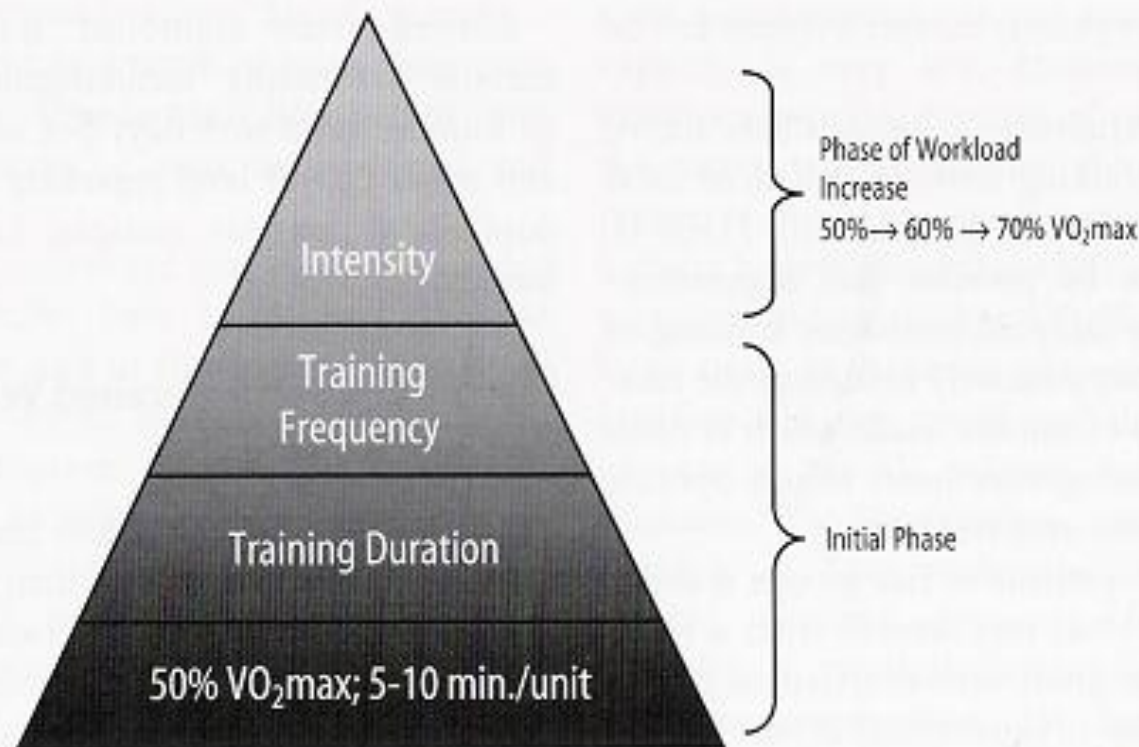 Intensity
Training
Frequency
Training Duration
50% VO₂max; 5-10 min./unit
Phase of Workload
Increase
50%→ 60% → 70% VO₂max
Initial Phase